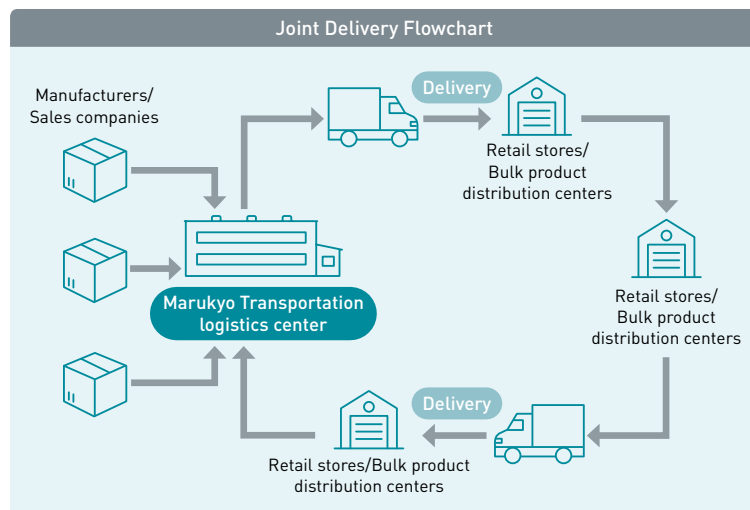 Joint Delivery Flowchart
Manufacturers/
Sales companies
Delivery
Retail stores/
Bulk product
distribution centers
Marukyo Transportation
logistics center
Retail stores/
Bulk product
distribution centers
Delivery
Retail stores/Bulk product
distribution centers